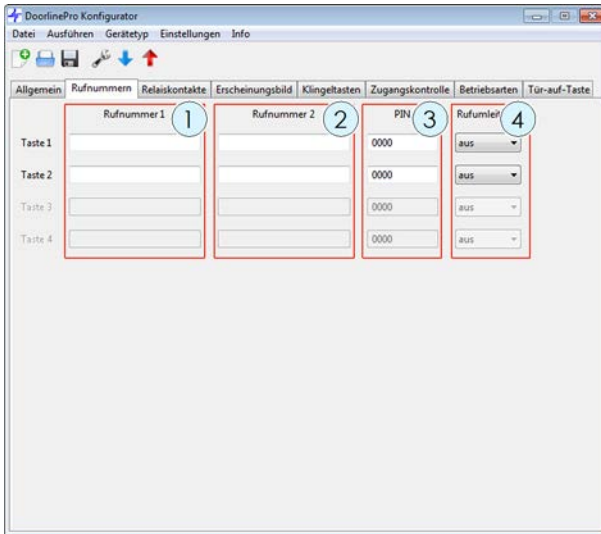 DoorlinePro Konfigurator
Datei Ausführen Gerätetyp Einstellungen Info
Allgemein Rufnummern Relaiskontakte Erscheinungsbild Klingeltasten Zugangskontrolle Betriebsarten Tür-auf-Taste
Rufnummer 1 1 Rufnummer 2 2 PIN 3 4
Taste 1 0000 aus
Taste 2 0000 aus
Taste 3 0000 aus
Taste 4 0000 aus